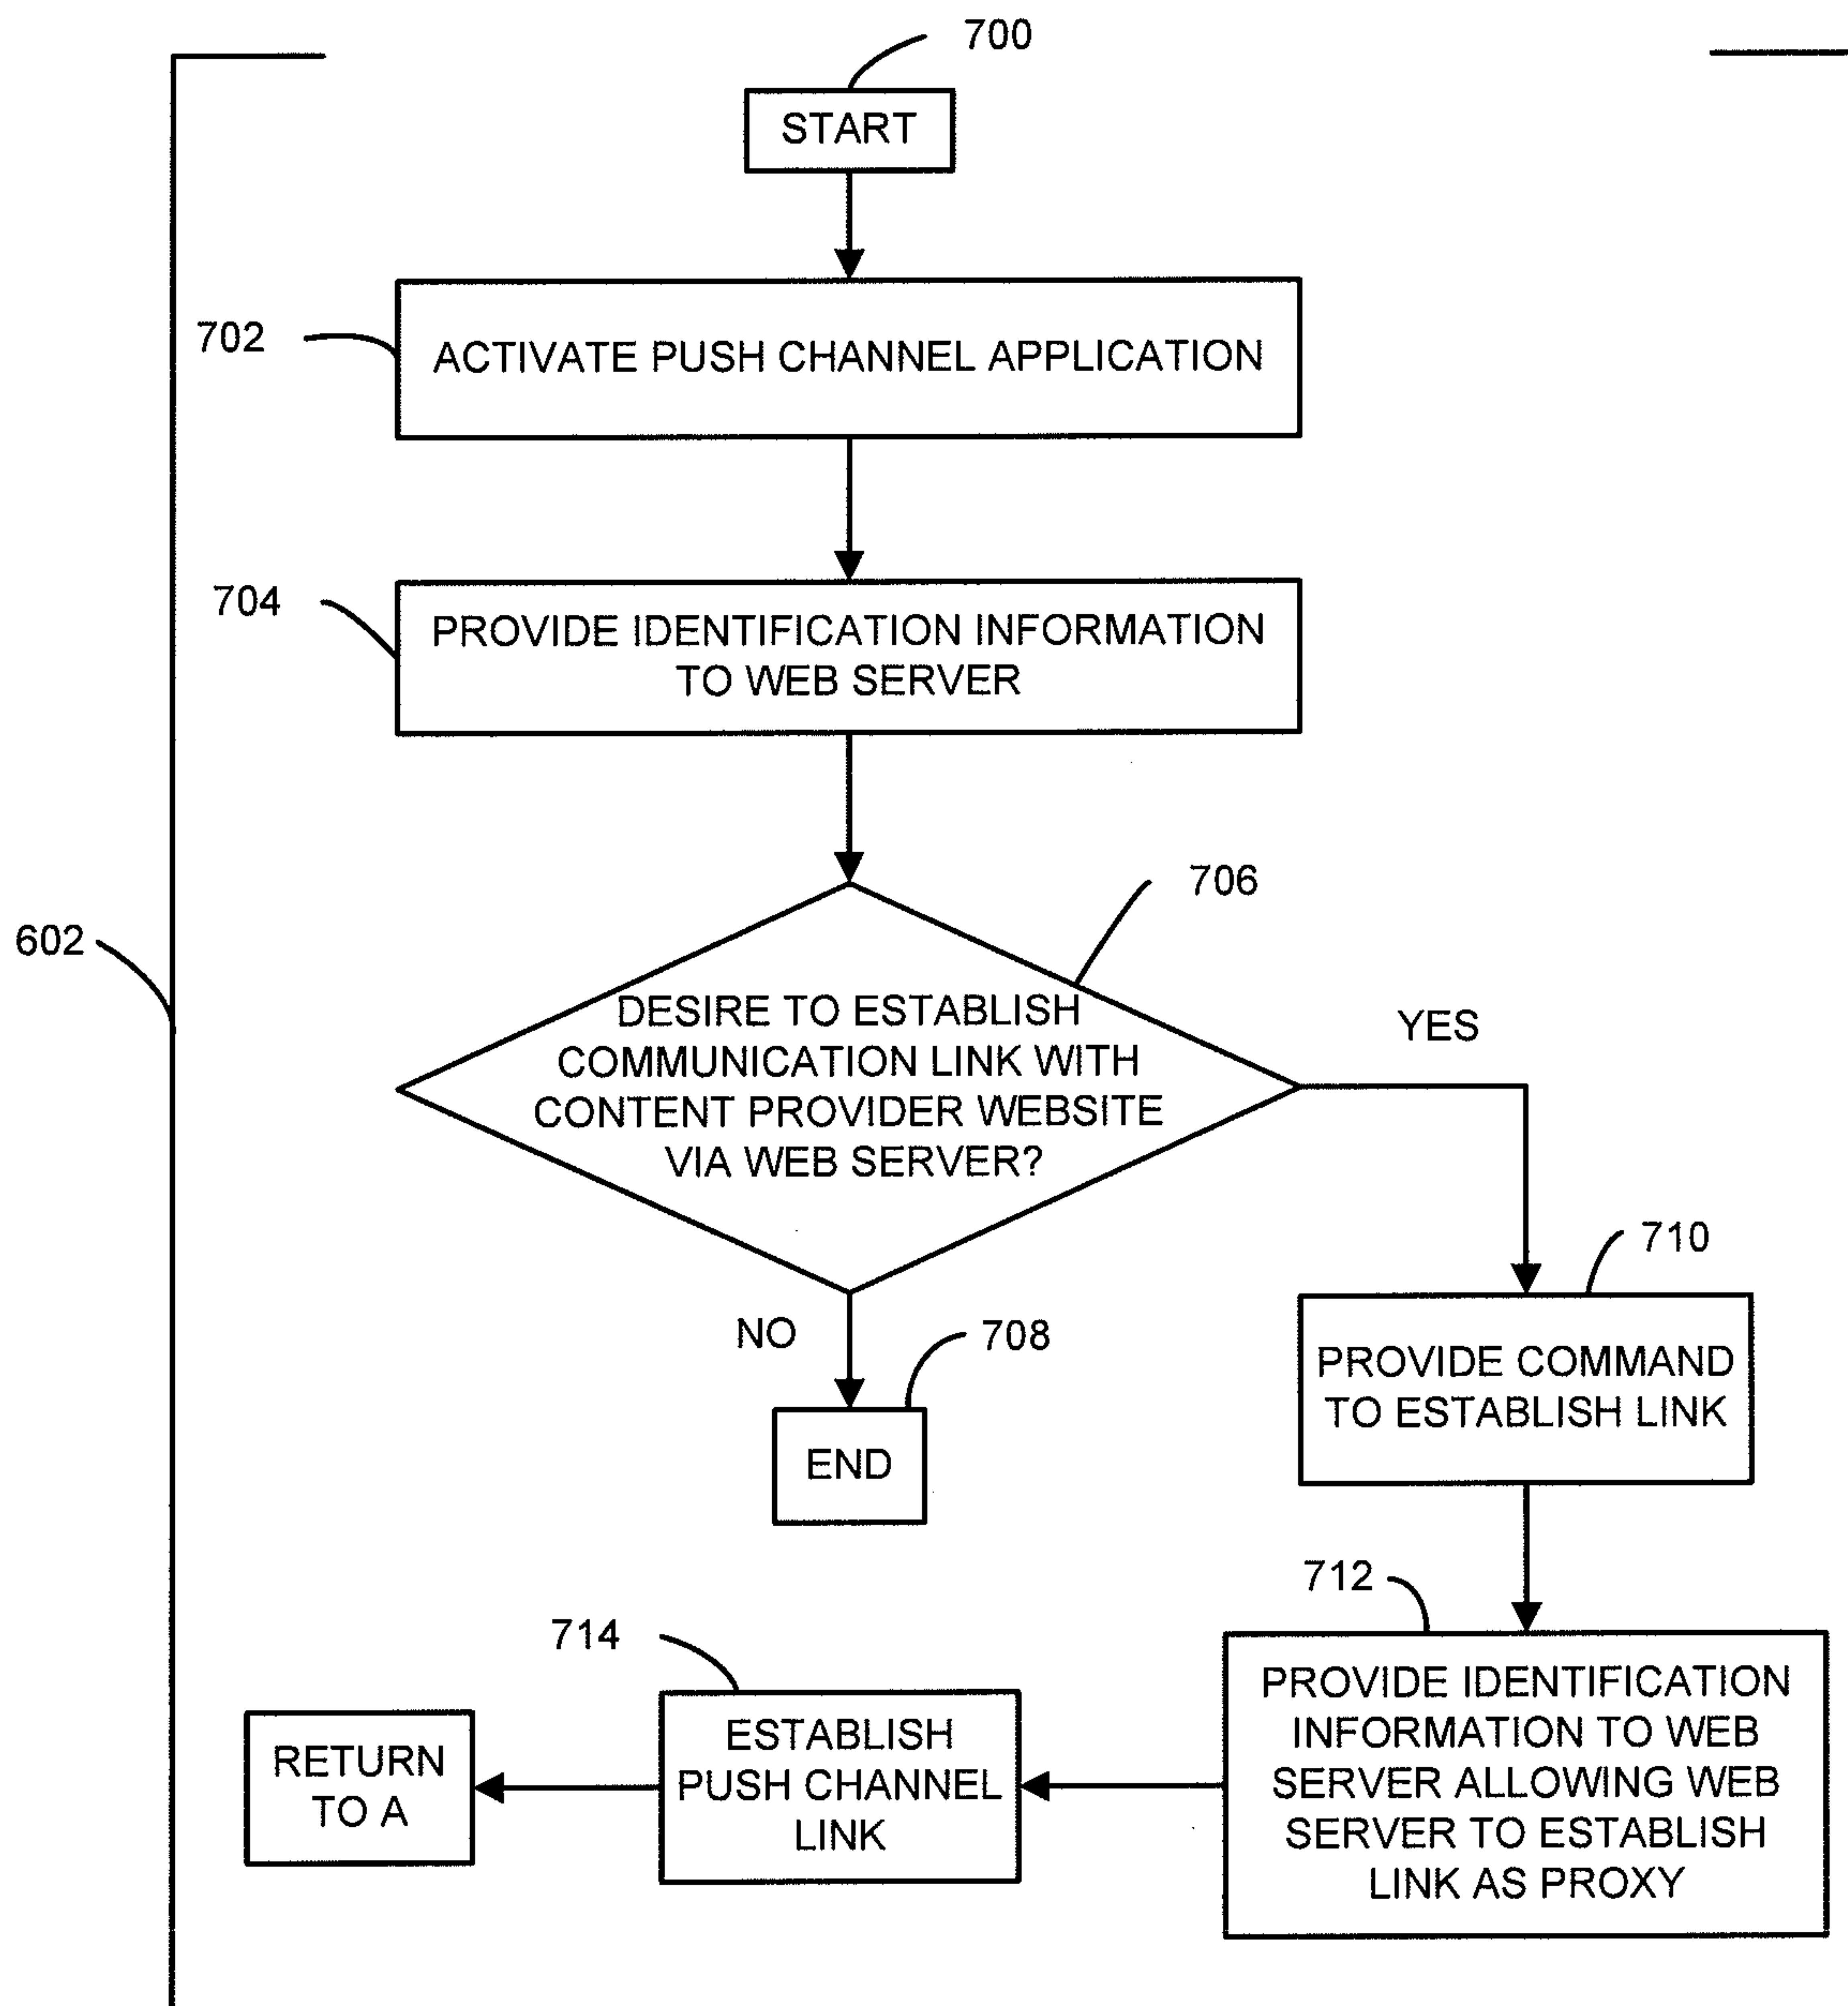 700
START
702
ACTIVATE PUSH CHANNEL APPLICATION
704
PROVIDE IDENTIFICATION INFORMATION
TO WEB SERVER
706
602
DESIRE TO ESTABLISH
COMMUNICATION LINK WITH
CONTENT PROVIDER WEBSITE
VIA WEB SERVER?
YES
NO
708
END
710
PROVIDE COMMAND
TO ESTABLISH LINK
712
PROVIDE IDENTIFICATION
INFORMATION TO WEB
SERVER ALLOWING WEB
SERVER TO ESTABLISH
LINK AS PROXY
714
ESTABLISH
PUSH CHANNEL
LINK
RETURN
TO A